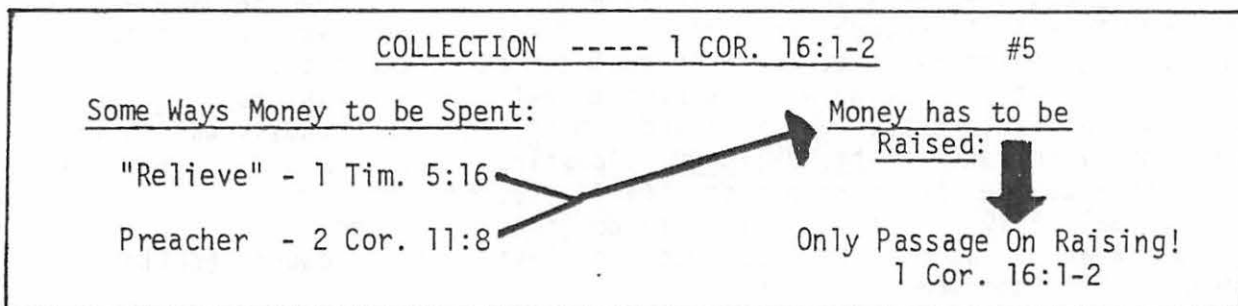 COLLECTION ----- 1 COR. 16:1-2 #5
Some Ways Money to be Spent:
"Relieve" - 1 Tim. 5:16
Preacher - 2 Cor. 11:8
Money has to be
Raised:
Only Passage On Raising!
1 Cor. 16:1-2